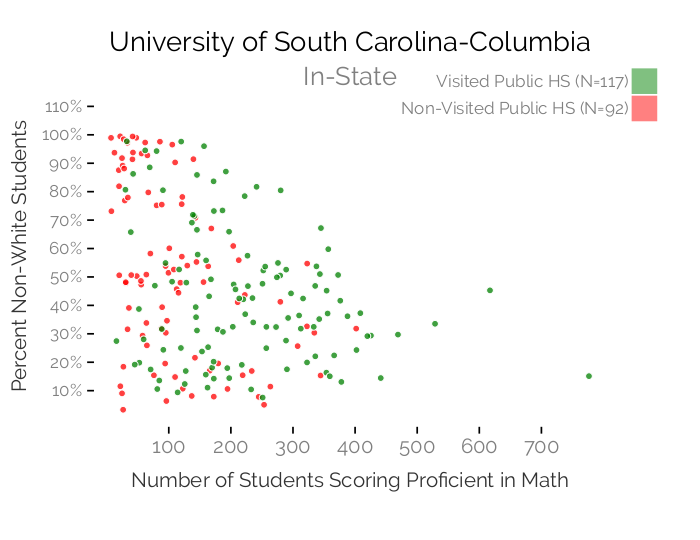 University of South Carolina-Columbia
In-State
Visited Public HS (N=117)
Non-Visited Public HS (N=92)
Percent Non-White Students
110%
100%
90%
80%
70%
60%
50%
40%
30%
20%
10%
100 200 300 400 500 600 700
Number of Students Scoring Proficient in Math